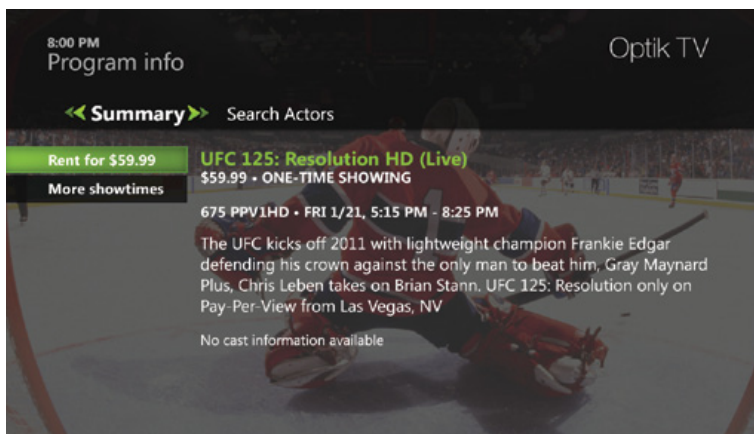 8:00 PM
Program info
Optik TV
Summary
Search Actors
Rent for $59.99
More showtimes
UFC 125: Resolution HD (Live)
$59.99 • ONE-TIME SHOWING
675 PPV1HD • FRI 1/21, 5:15 PM - 8:25 PM
The UFC kicks off 2011 with lightweight champion Frankie Edgar
defending his crown against the only man to beat him, Gray Maynard
Plus, Chris Leben takes on Brian Stann. UFC 125: Resolution only on
Pay-Per-View from Las Vegas, NV
No cast information available